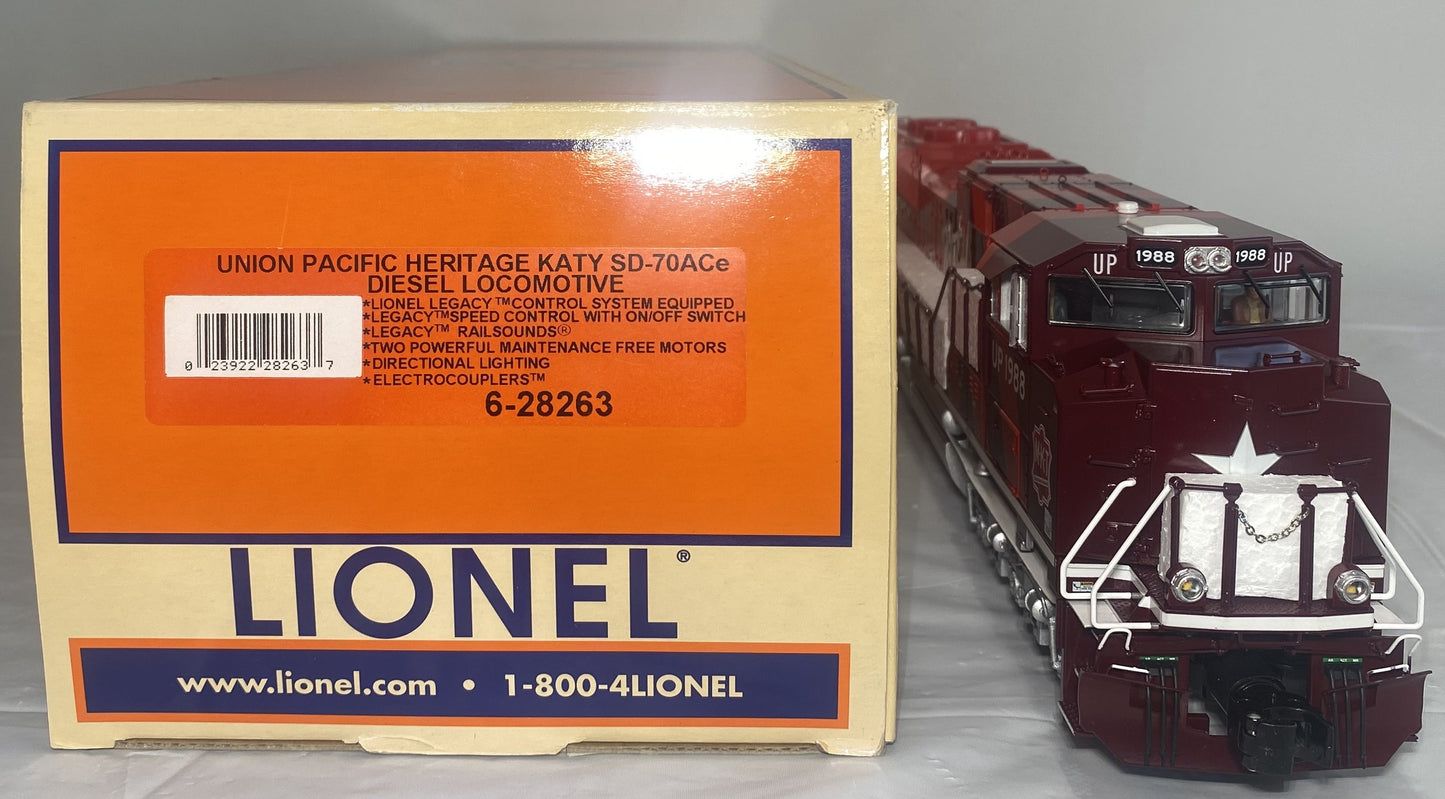 UNION PACIFIC HERITAGE KATY SD-70ACe
DIESEL LOCOMOTIVE
*LIONEL LEGACY™CONTROL SYSTEM EQUIPPED
*LEGACY™SPEED CONTROL WITH ON/OFF SWITCH
*LEGACY™ RAILSOUNDS®
*TWO POWERFUL MAINTENANCE FREE MOTORS
*DIRECTIONAL LIGHTING
*ELECTROCOUPLERS™
6-28263
0 23922 28263 7
LIONEL®
www.lionel.com • 1-800-4LIONEL
UP 1988 1988 UP
UP 1988
MKT